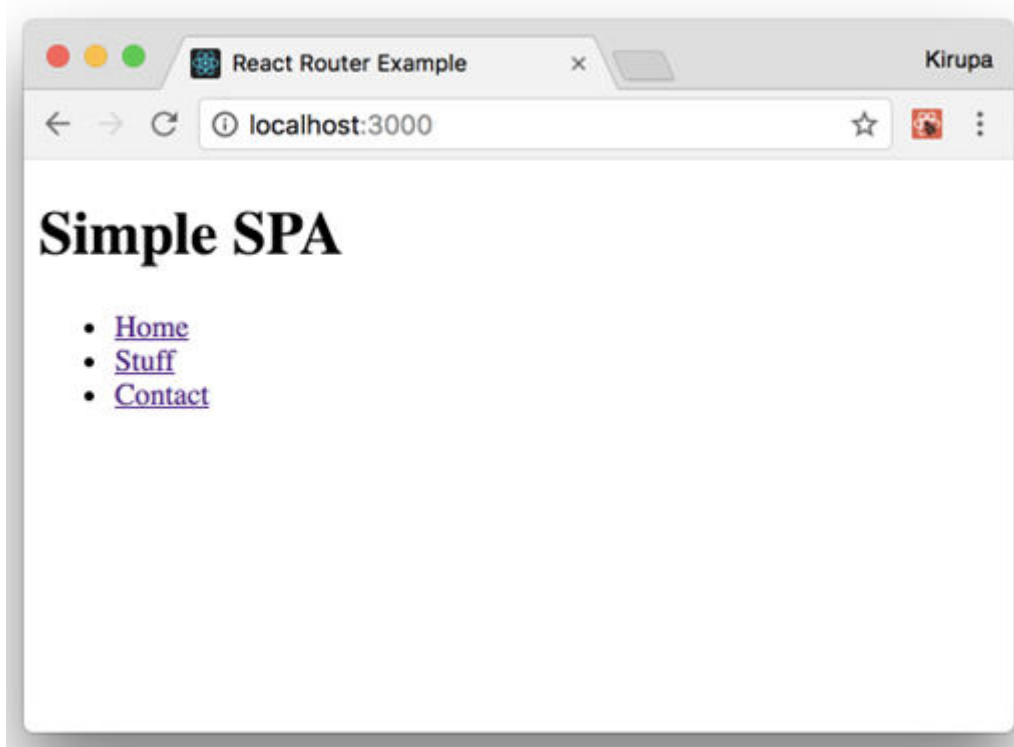 React Router Example
Kirupa
localhost:3000
Simple SPA
Home
Stuff
Contact